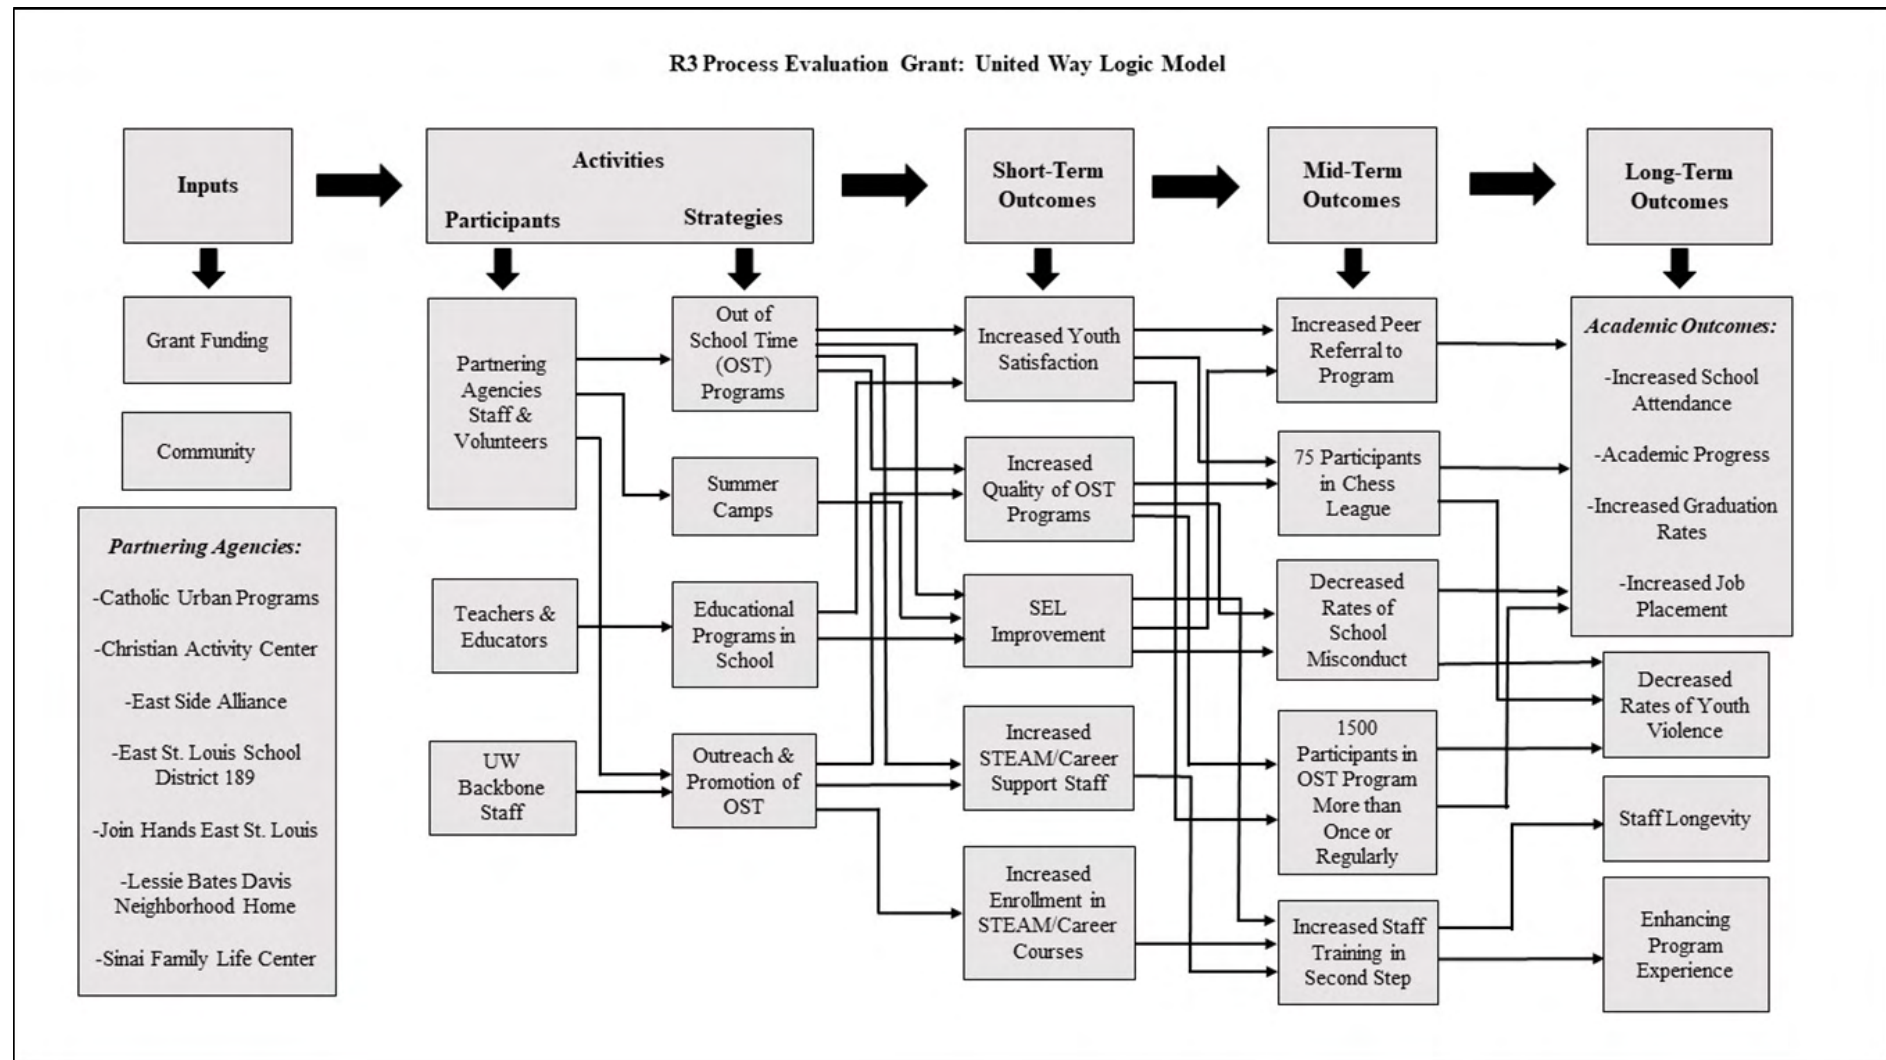 R3 Process Evaluation Grant: United Way Logic Model
Inputs
Activities
Participants
Strategies
Short-Term
Outcomes
Mid-Term
Outcomes
Long-Term
Outcomes
Grant Funding
Community
Partnering Agencies:
-Catholic Urban Programs
-Christian Activity Center
-East Side Alliance
-East St. Louis School
District 189
-Join Hands East St. Louis
-Lessie Bates Davis
Neighborhood Home
-Sinai Family Life Center
Partnering
Agencies
Staff &
Volunteers
Teachers &
Educators
UW
Backbone
Staff
Out of
School Time
(OST)
Programs
Summer
Camps
Educational
Programs in
School
Outreach &
Promotion of
OST
Increased Youth
Satisfaction
Increased
Quality of OST
Programs
SEL
Improvement
Increased
STEAM/Career
Support Staff
Increased
Enrollment in
STEAM/Career
Courses
Increased Peer
Referral to
Program
75 Participants
in Chess
League
Decreased
Rates of
School
Misconduct
1500
Participants in
OST Program
More than
Once or
Regularly
Increased Staff
Training in
Second Step
Academic Outcomes:
-Increased School
Attendance
-Academic Progress
-Increased Graduation
Rates
-Increased Job
Placement
Decreased
Rates of Youth
Violence
Staff Longevity
Enhancing
Program
Experience